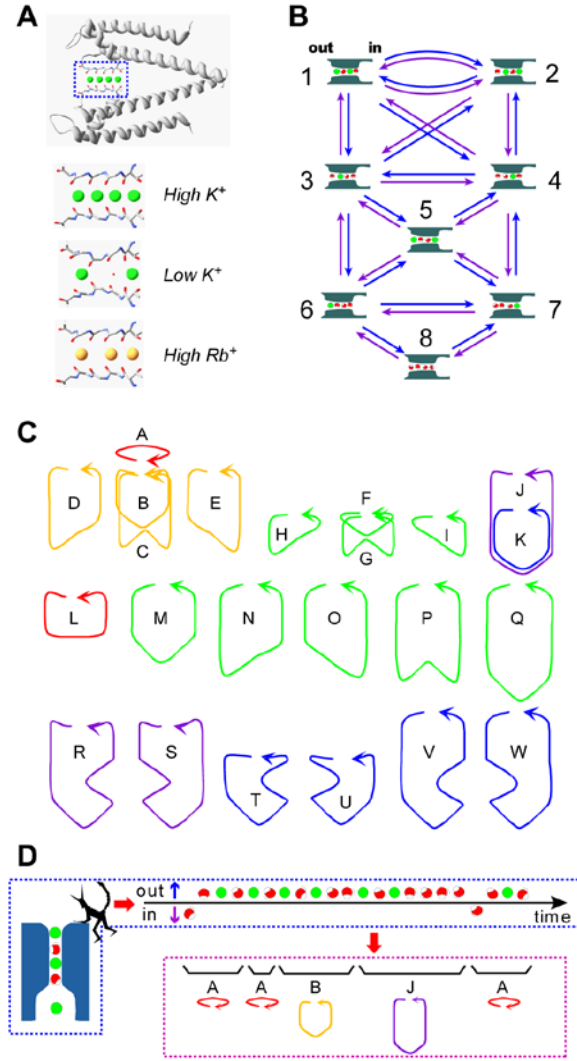 A
High K+
Low K+
High Rb+
B
out in
1
2
3
4
5
6
7
8
C
A
D
B
E
C
F
H
I
G
J
K
L
M
N
O
P
Q
R
S
T
U
V
W
D
out
in
time
A A B J A